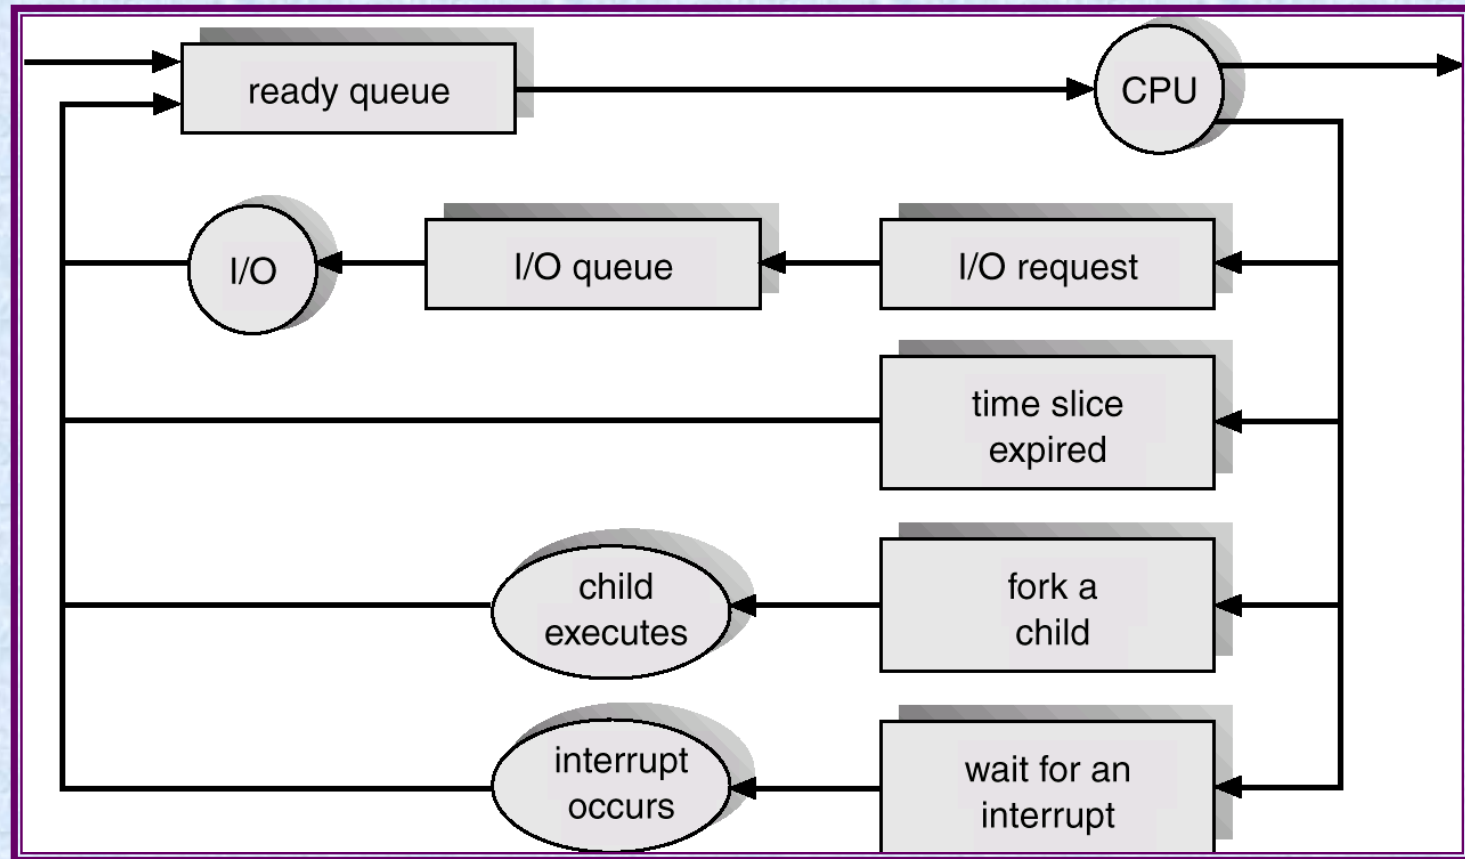 ready queue
CPU
I/O
I/O queue
I/O request
time slice
expired
child
executes
fork a
child
interrupt
occurs
wait for an
interrupt